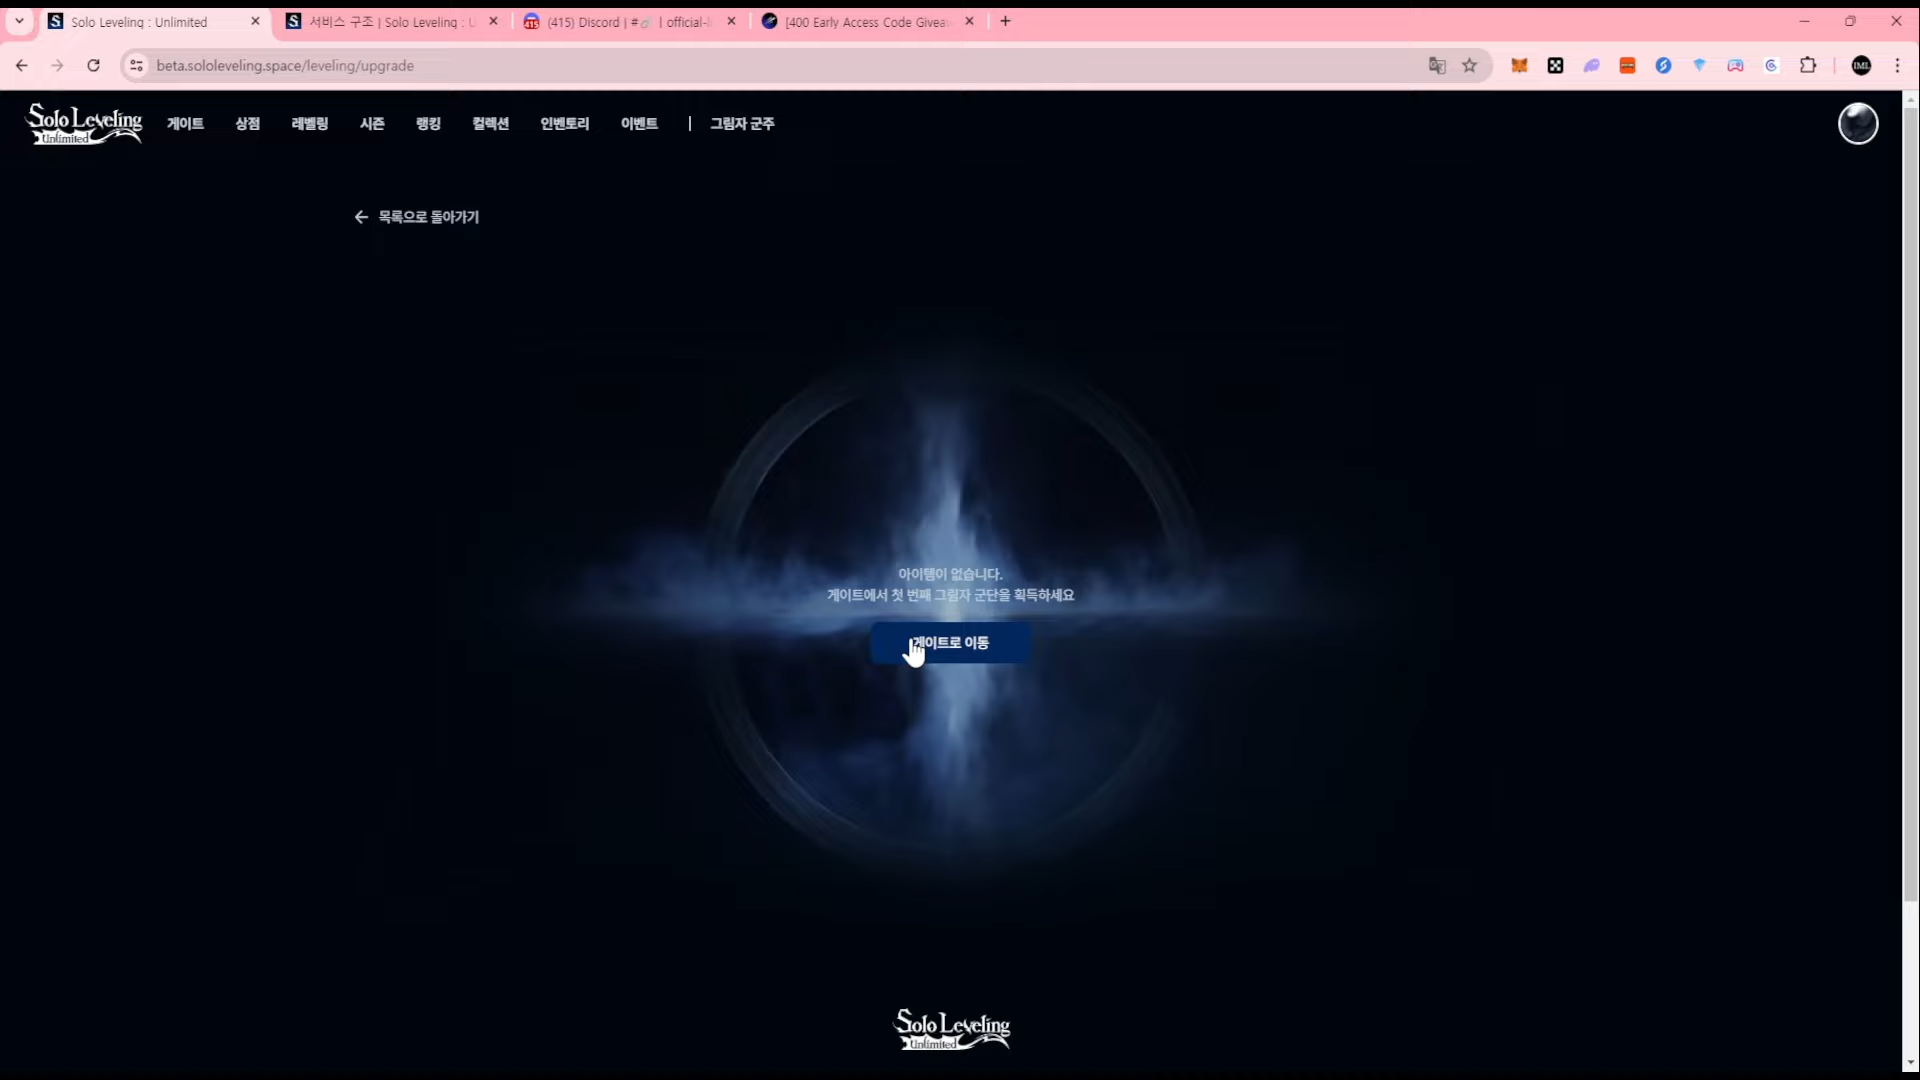 Solo Leveling : Unlimited
서비스 구조 | Solo Leveling : U
(415) Discord | #🔗 | official-l
[400 Early Access Code Giveaw
beta.sololeveling.space/leveling/upgrade
Solo Leveling
Unlimited
게이트
상점
레벨링
시즌
랭킹
컬렉션
인벤토리
이벤트
|
그림자 군주
목록으로 돌아가기
아이템이 없습니다.
게이트에서 첫 번째 그림자 군단을 획득하세요
게이트로 이동
Solo Leveling
Unlimited